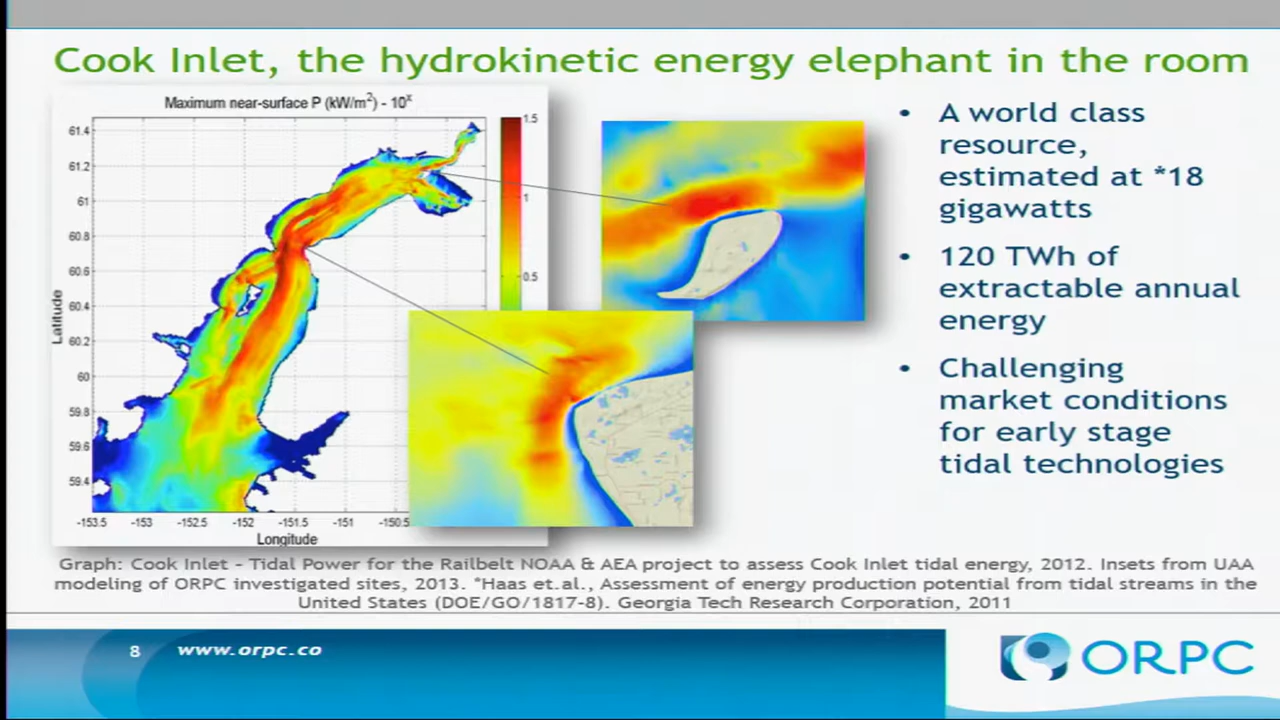 Cook Inlet, the hydrokinetic energy elephant in the room
Maximum near-surface P (kW/m²) - 10ˣ
61.4
61.2
61
60.8
60.6
60.4
60.2
60
59.8
59.6
59.4
Latitude
-153.5 -153 -152.5 -152 -151.5 -151 -150.5
Longitude
1.5
1
0.5
• A world class
resource,
estimated at *18
gigawatts
• 120 TWh of
extractable annual
energy
• Challenging
market conditions
for early stage
tidal technologies
Graph: Cook Inlet - Tidal Power for the Railbelt NOAA & AEA project to assess Cook Inlet tidal energy, 2012. Insets from UAA
modeling of ORPC investigated sites, 2013. *Haas et.al., Assessment of energy production potential from tidal streams in the
United States (DOE/GO/1817-8). Georgia Tech Research Corporation, 2011
8 www.orpc.co
ORPC